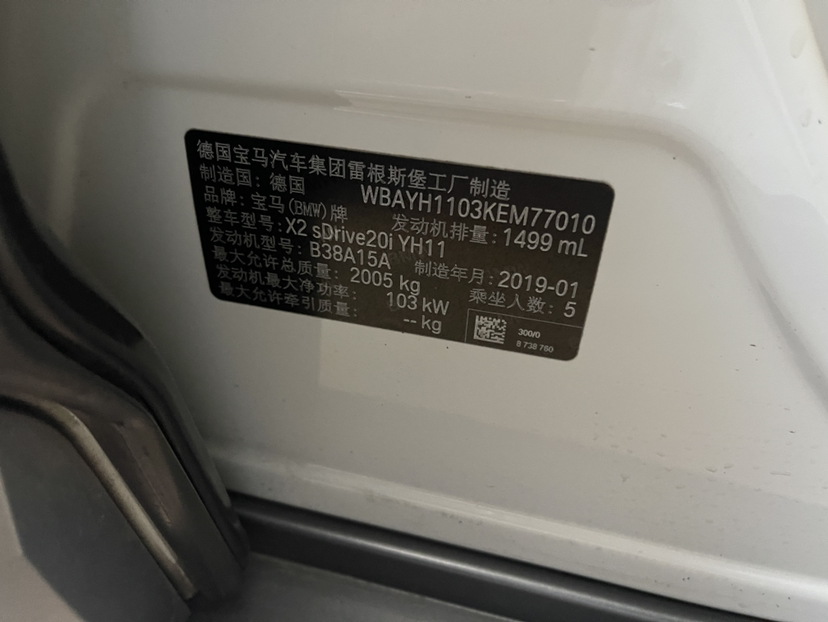 德国宝马汽车集团雷根斯堡工厂制造
制造国：德国 WBAYH1103KEM77010
品牌：宝马(BMW)牌 发动机排量：1499 mL
整车型号：X2 sDrive20i YH11
发动机型号：B38A15A 制造年月：2019-01
最大允许总质量：2005 kg 乘坐人数：5
发动机最大净功率：103 kW
最大允许牵引质量：-- kg
300/0
8 738 760